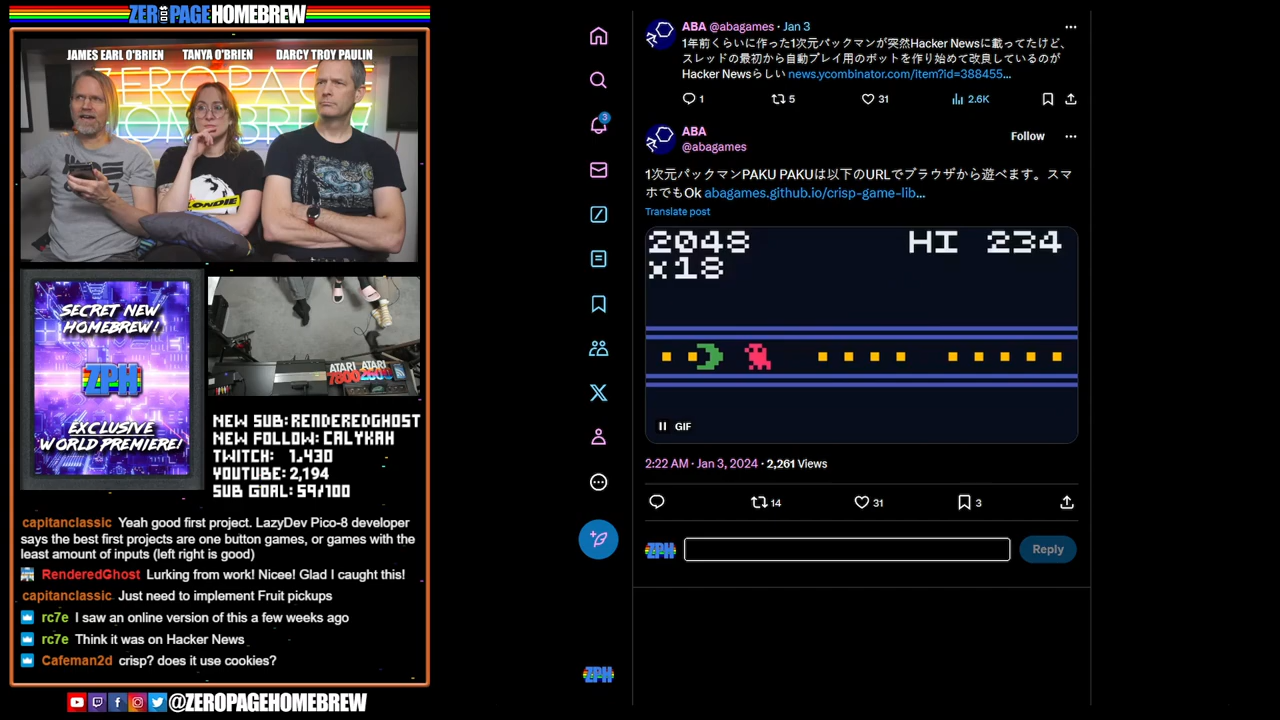 ZEROPAGEHOMEBREW
JAMES EARL O'BRIEN
TANYA O'BRIEN
DARCY TROY PAULIN
ZEROPAGE
HOMEBREW
BLONDIE
SECRET NEW
HOMEBREW!
ZPH
EXCLUSIVE
WORLD PREMIERE!
ATARI
7800
ATARI
2600
NEW SUB:RENDEREDGHOST
NEW FOLLOW: CALYKAH
TWITCH: 1,430
YOUTUBE: 2,194
SUB GOAL: 59/100
capitanclassic Yeah good first project. LazyDev Pico-8 developer
says the best first projects are one button games, or games with the
least amount of inputs (left right is good)
RenderedGhost Lurking from work! Nicee! Glad I caught this!
capitanclassic Just need to implement Fruit pickups
rc7e I saw an online version of this a few weeks ago
rc7e Think it was on Hacker News
Cafeman2d crisp? does it use cookies?
@ZEROPAGEHOMEBREW
3
ZPH
ABA @abagames · Jan 3
1年前くらいに作った1次元パックマンが突然Hacker Newsに載ってたけど、
スレッドの最初から自動プレイ用のボットを作り始めて改良しているのが
Hacker Newsらしい news.ycombinator.com/item?id=388455...
1 5 31 2.6K
ABA
@abagames
Follow
1次元パックマンPAKU PAKUは以下のURLでブラウザから遊べます。スマ
ホでもOk abagames.github.io/crisp-game-lib...
Translate post
2048 HI 234
x18
GIF
2:22 AM · Jan 3, 2024 · 2,261 Views
14 31 3
ZPH
Reply